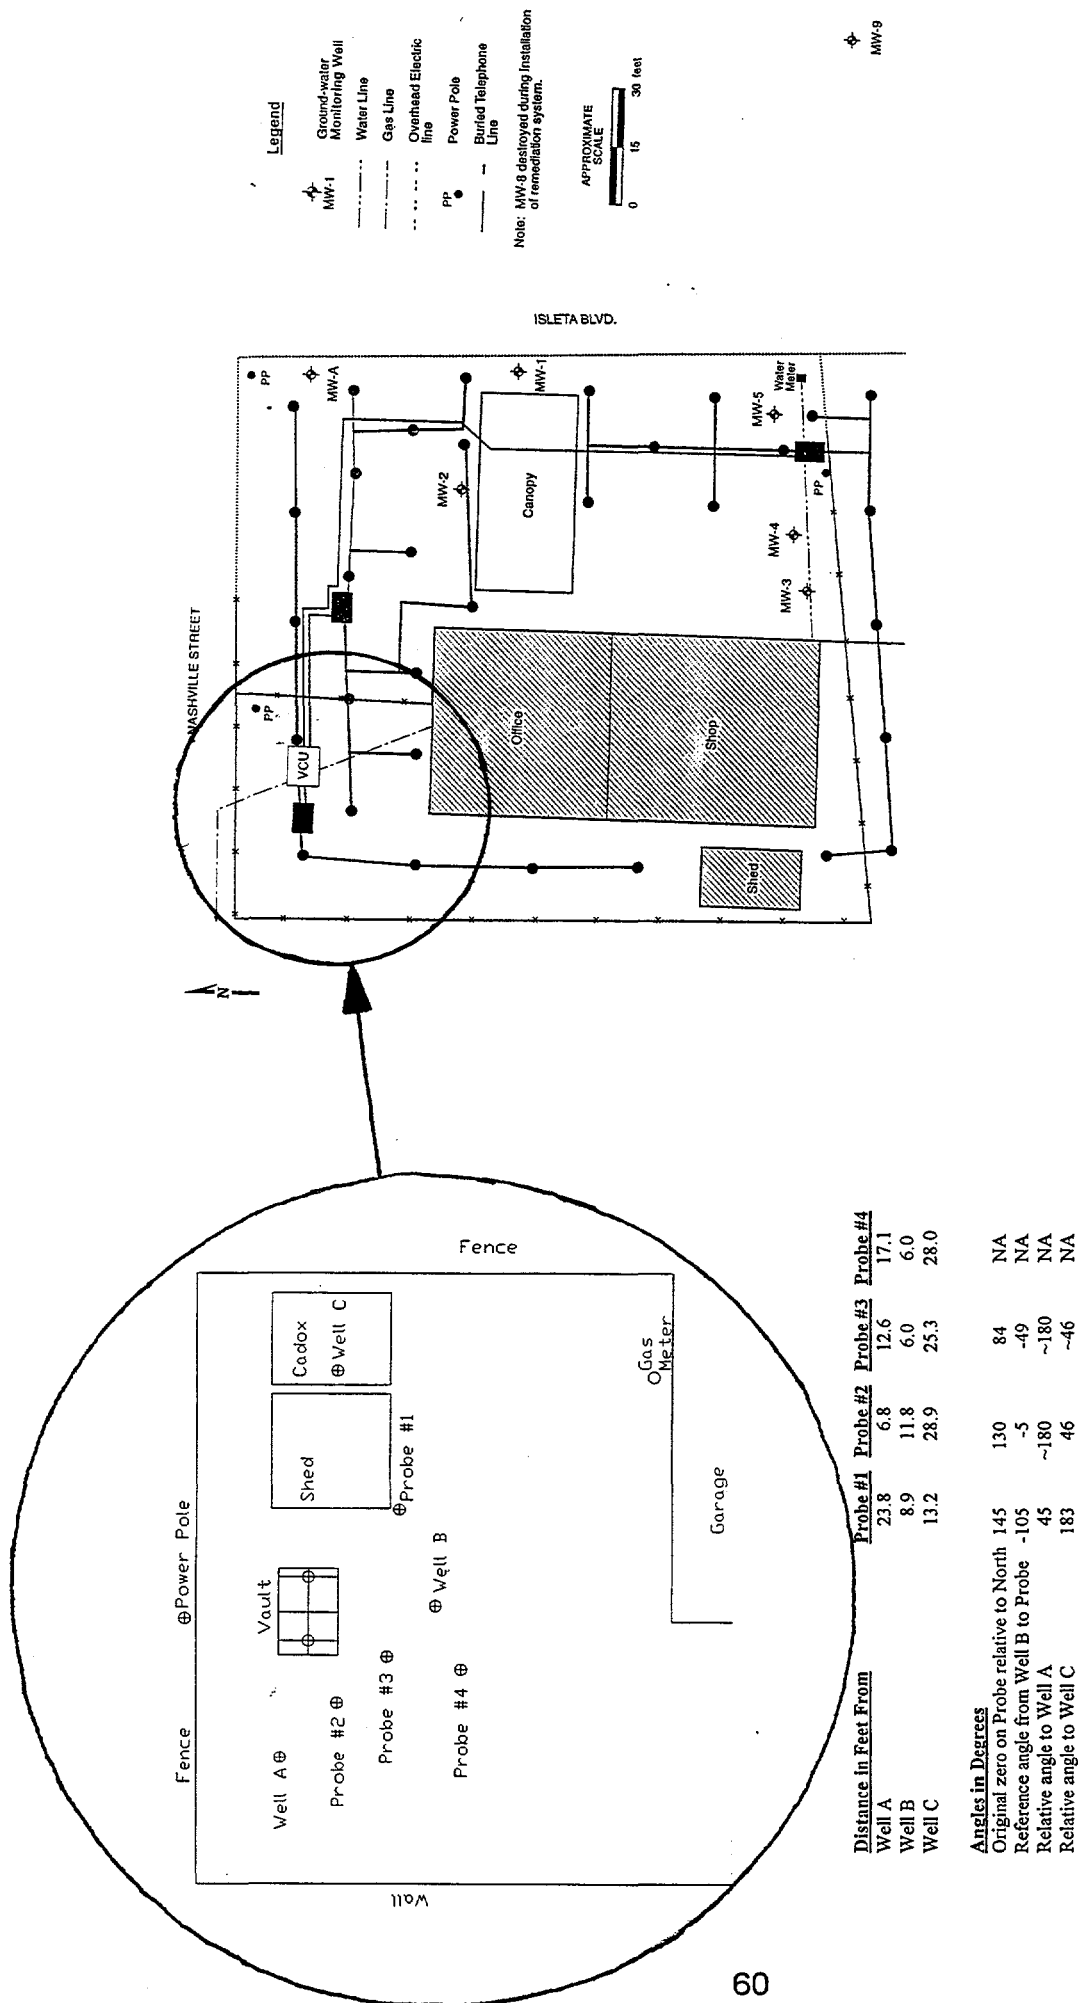 Legend
MW-1
Ground-water
Monitoring Well
Water Line
Gas Line
Overhead Electric
line
PP
Power Pole
Buried Telephone
Line
Note: MW-8 destroyed during installation
of remediation system.
APPROXIMATE
SCALE
0 15 30 feet
MW-9
ISLETA BLVD.
NASHVILLE STREET
PP
MW-A
MW-1
MW-2
Canopy
MW-5
Water
Meter
PP
MW-4
MW-3
PP
VCU
Office
Shop
Shed
N
Fence
Power Pole
Fence
Wall
Vault
Well A
Probe #2
Probe #3
Probe #4
Well B
Probe #1
Shed
Cadox
Well C
Gas
Meter
Garage
Distance in Feet From Probe #1 Probe #2 Probe #3 Probe #4
Well A 23.8 6.8 12.6 17.1
Well B 8.9 11.8 6.0 6.0
Well C 13.2 28.9 25.3 28.0
Angles in Degrees
Original zero on Probe relative to North 145 130 84 NA
Reference angle from Well B to Probe -105 -5 -49 NA
Relative angle to Well A 45 ~180 ~180 NA
Relative angle to Well C 183 46 ~46 NA
60